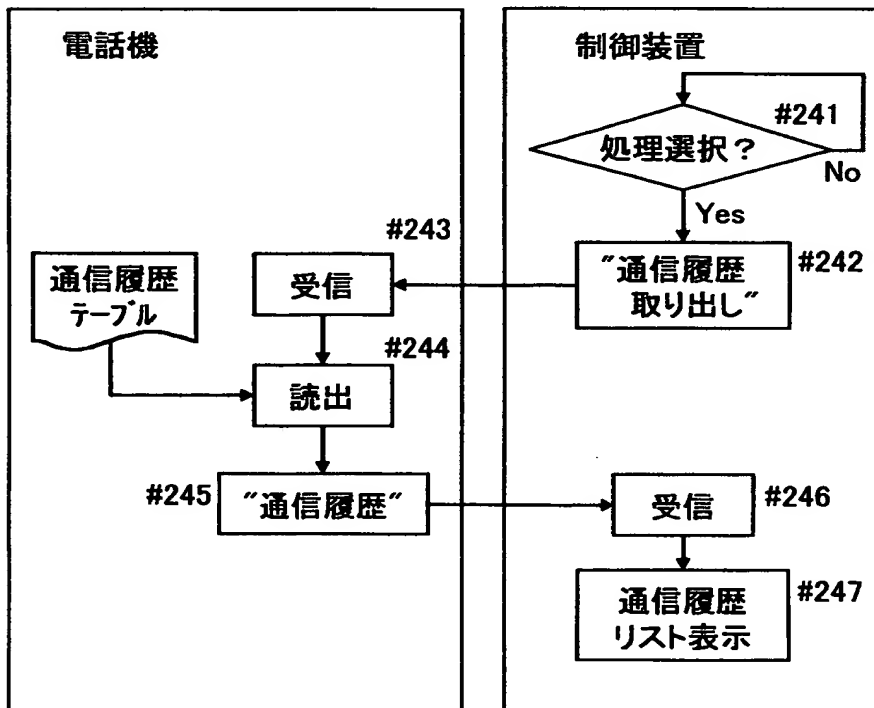 電話機
制御装置
#241
処理選択？
No
Yes
#243
通信履歴
テーブル
受信
"通信履歴
取り出し"
#242
#244
読出
#245
"通信履歴"
受信
#246
通信履歴
リスト表示
#247